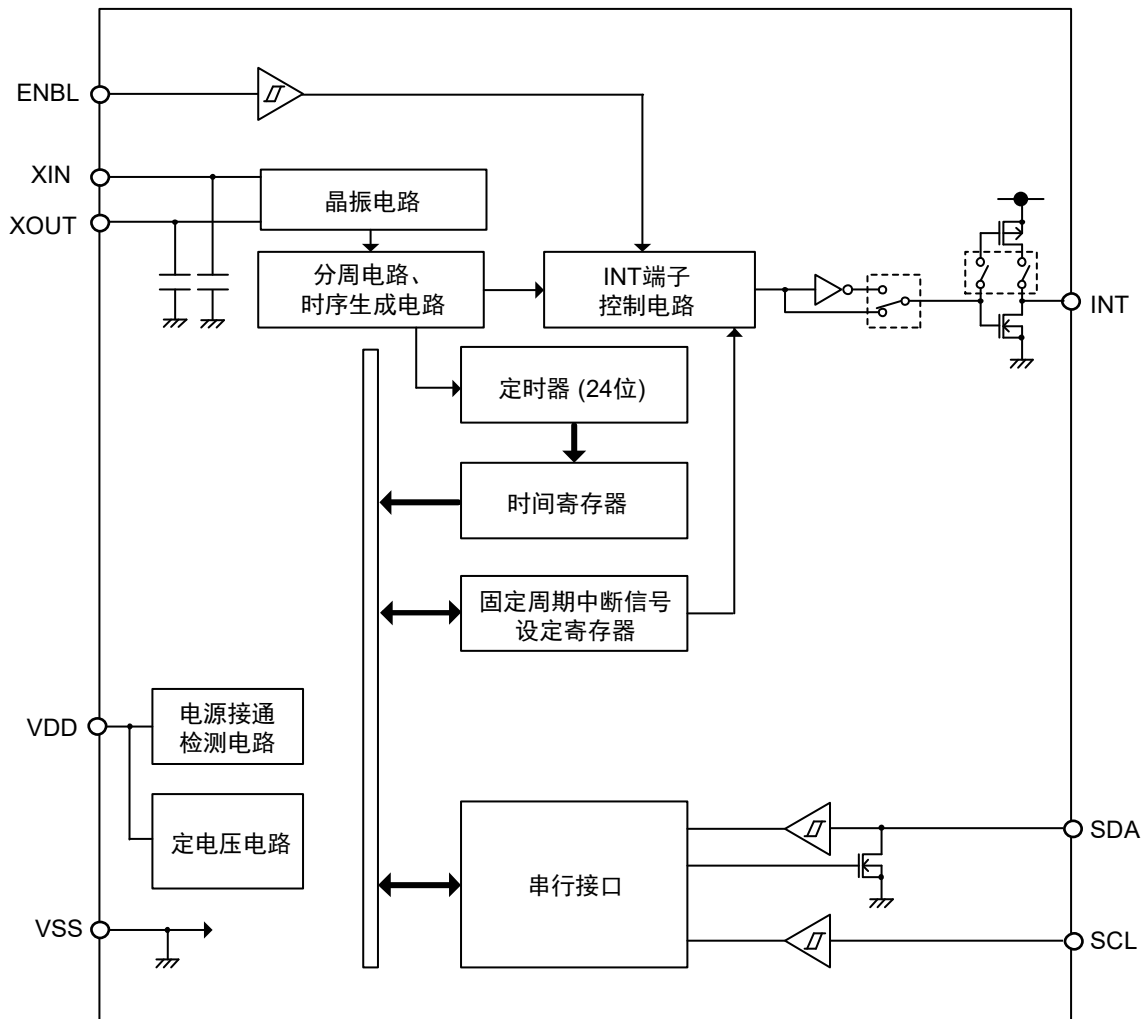 ENBL
XIN
XOUT
晶振电路
分周电路、
时序生成电路
INT端子
控制电路
INT
定时器 (24位)
时间寄存器
固定周期中断信号
设定寄存器
VDD
电源接通
检测电路
定电压电路
VSS
串行接口
SDA
SCL